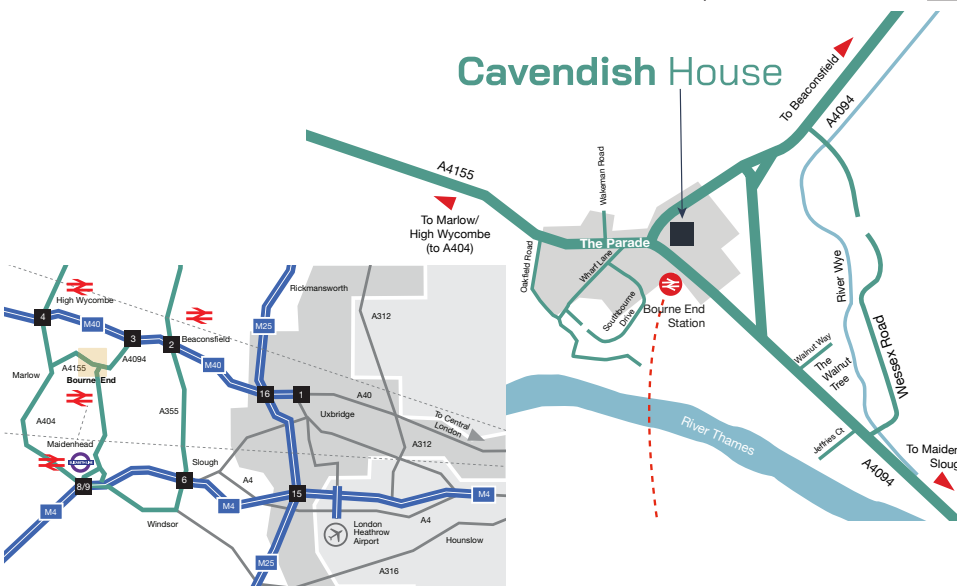 Cavendish House
To Beaconsfield
A4094
A4155
Wakeman Road
To Marlow/
High Wycombe
(to A404)
The Parade
Oakfield Road
Wharf Lane
Southbourne
Drive
Bourne End
Station
River Wye
Wessex Road
Walnut Way
The
Walnut
Tree
Jeffries Ct
River Thames
A4094
To Maiden
Sloug
Rickmansworth
High Wycombe
4
M40
M25
A312
3
2
Beaconsfield
A4094
A4155
Bourne End
Marlow
M40
16
1
A40
Uxbridge
To Central
London
A404
A355
A312
Maidenhead
Slough
8/9
6
A4
15
M4
M4
M4
Windsor
London
Heathrow
Airport
A4
Hounslow
M25
A316